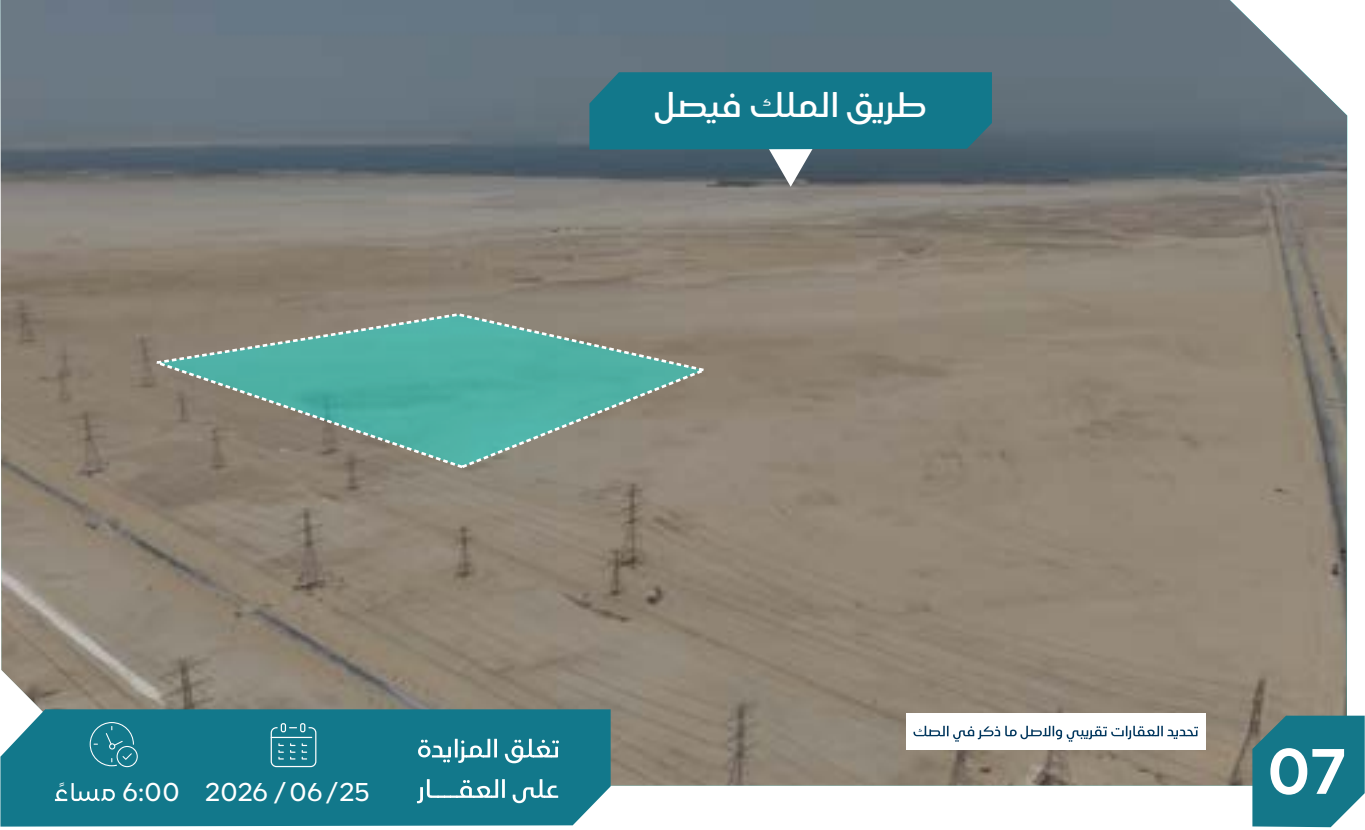 طريق الملك فيصل
تحديد العقارات تقريبي والاصل ما ذكر في الصك
تغلق المزايدة
على العقـــار
2026 / 06 / 25
6:00 مساءً
07